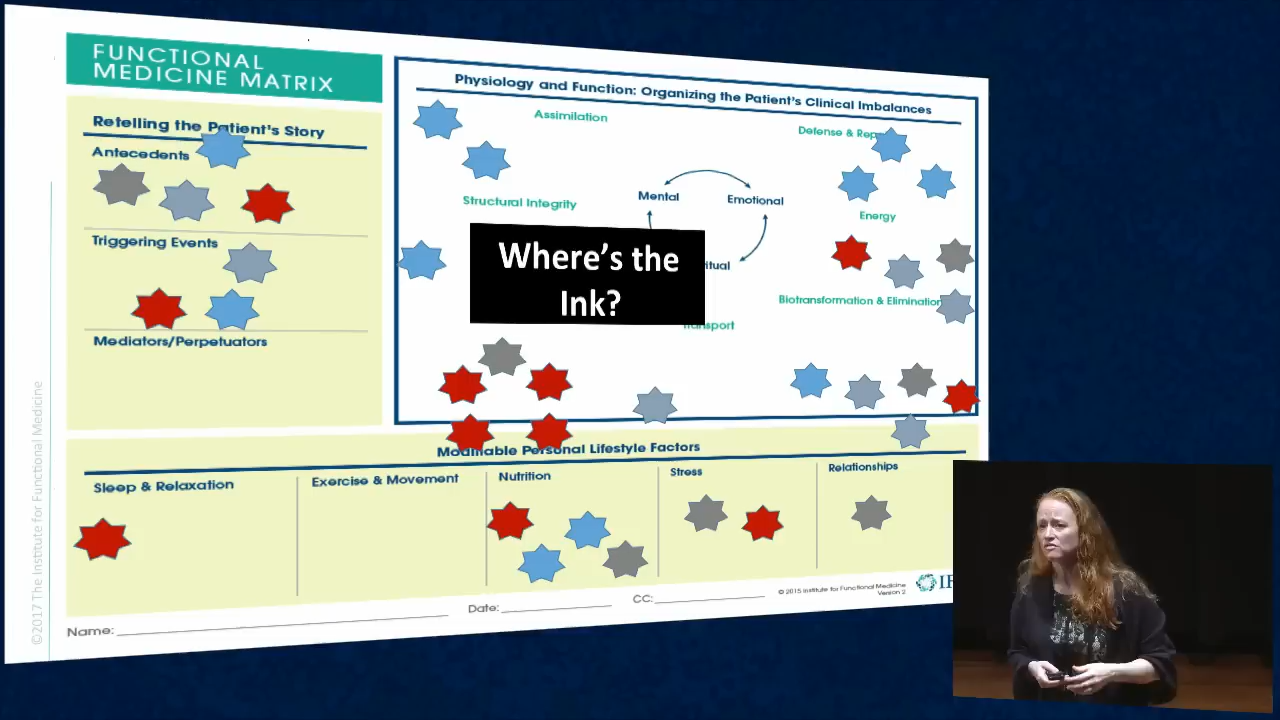 FUNCTIONAL
MEDICINE MATRIX
Retelling the Patient's Story
Antecedents
Triggering Events
Mediators/Perpetuators
Physiology and Function: Organizing the Patient's Clinical Imbalances
Assimilation
Defense & Rep
Structural Integrity
Mental
Emotional
Energy
Where's the
Ink?
itual
Biotransformation & Elimination
ansport
Modifiable Personal Lifestyle Factors
Sleep & Relaxation
Exercise & Movement
Nutrition
Stress
Relationships
Name:
Date:
CC:
© 2015 Institute for Functional Medicine
Version 2
IF
©2017 The Institute for Functional Medicine